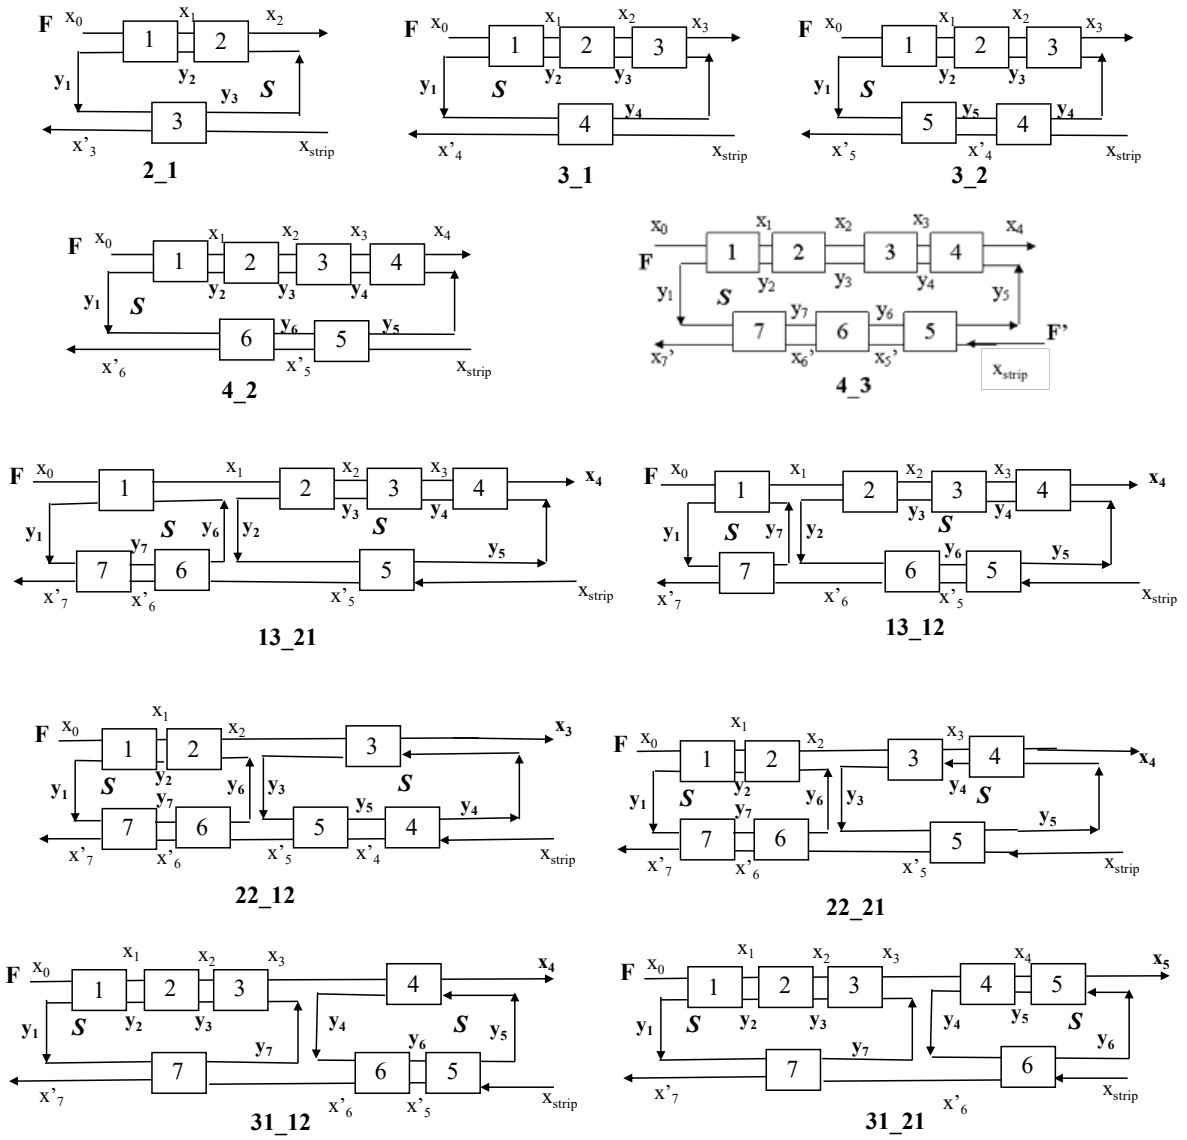 F x₀ x₁ x₂
1 2
y₁ y₂ y₃ S
3
x'₃ x_strip
2_1
F x₀ x₁ x₂ x₃
1 2 3
y₁ S y₂ y₃
4 y₄
x'₄ x_strip
3_1
F x₀ x₁ x₂ x₃
1 2 3
y₁ S y₂ y₃
5 y₅ 4 y₄
x'₅ x'₄ x_strip
3_2
F x₀ x₁ x₂ x₃ x₄
1 2 3 4
y₁ S y₂ y₃ y₄
6 y₆ 5 y₅
x'₆ x'₅ x_strip
4_2
x₀ x₁ x₂ x₃ x₄
F 1 2 3 4
y₁ S y₂ y₃ y₄ y₅
7 y₇ 6 y₆ 5 F'
x₇' x₆' x₅' x_strip
4_3
F x₀ x₁ x₂ x₃ x₄
1 2 3 4
y₁ S y₆ y₂ y₃ S y₄
7 y₇ 6 5 y₅
x'₇ x'₆ x'₅ x_strip
13_21
F x₀ x₁ x₂ x₃ x₄
1 2 3 4
y₁ S y₇ y₂ y₃ S y₄
7 6 y₆ 5 y₅
x'₇ x'₆ x'₅ x_strip
13_12
F x₀ x₁ x₂ x₃
1 2 3
y₁ S y₂ y₆ y₃ S
7 y₇ 6 5 y₅ 4 y₄
x'₇ x'₆ x'₅ x'₄ x_strip
22_12
F x₀ x₁ x₂ x₃ x₄
1 2 3 4
y₁ S y₂ y₆ y₃ y₄ S
7 y₇ 6 5 y₅
x'₇ x'₆ x'₅ x_strip
22_21
F x₀ x₁ x₂ x₃ x₄
1 2 3 4
y₁ S y₂ y₃ y₄ S y₅
7 y₇ 6 y₆ 5
x'₇ x'₆ x'₅ x_strip
31_12
F x₀ x₁ x₂ x₃ x₄ x₅
1 2 3 4 5
y₁ S y₂ y₃ y₄ y₅ S
7 y₇ 6 y₆
x'₇ x'₆ x_strip
31_21